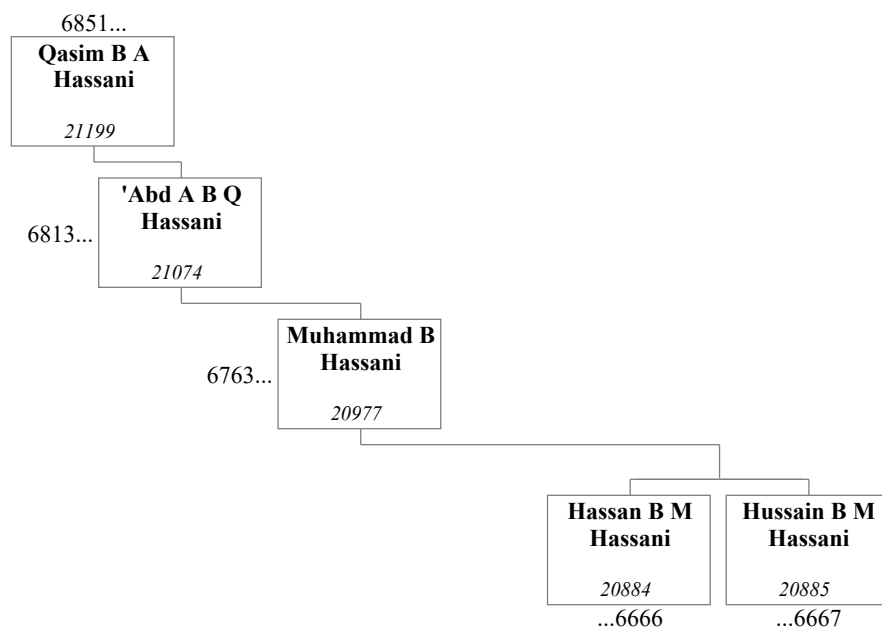 6851...
Qasim B A
Hassani
21199
'Abd A B Q
Hassani
6813...
21074
Muhammad B
Hassani
6763...
20977
Hassan B M
Hassani
20884
...6666
Hussain B M
Hassani
20885
...6667